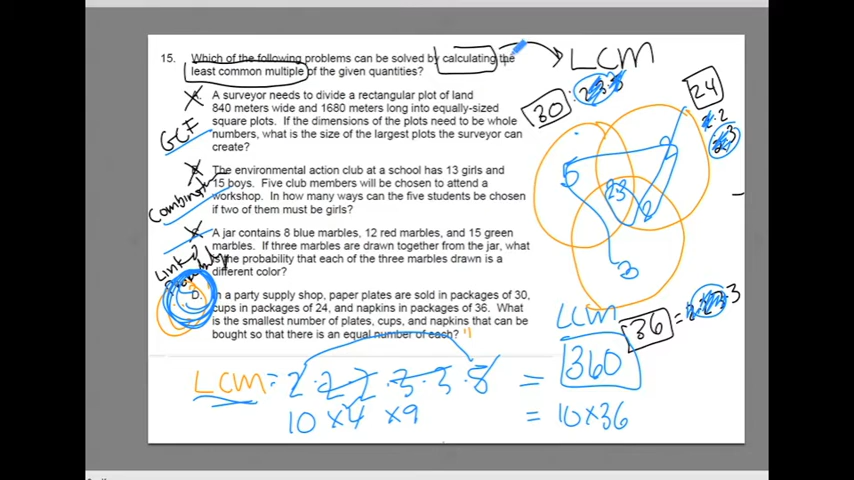 15. Which of the following problems can be solved by calculating the
least common multiple of the given quantities?
LCM
A surveyor needs to divide a rectangular plot of land
840 meters wide and 1680 meters long into equally-sized
square plots. If the dimensions of the plots need to be whole
numbers, what is the size of the largest plots the surveyor can
create?
GCF
The environmental action club at a school has 13 girls and
15 boys. Five club members will be chosen to attend a
workshop. In how many ways can the five students be chosen
if two of them must be girls?
A jar contains 8 blue marbles, 12 red marbles, and 15 green
marbles. If three marbles are drawn together from the jar, what
is the probability that each of the three marbles drawn is a
different color?
Linked
Probability
D. In a party supply shop, paper plates are sold in packages of 30,
cups in packages of 24, and napkins in packages of 36. What
is the smallest number of plates, cups, and napkins that can be
bought so that there is an equal number of each?
30
24
5
2
2·3
2
3
36 =
LCM
LCM = 2·2·2·3·3·5 = 360
10 x 4 x 9 = 10 x 36